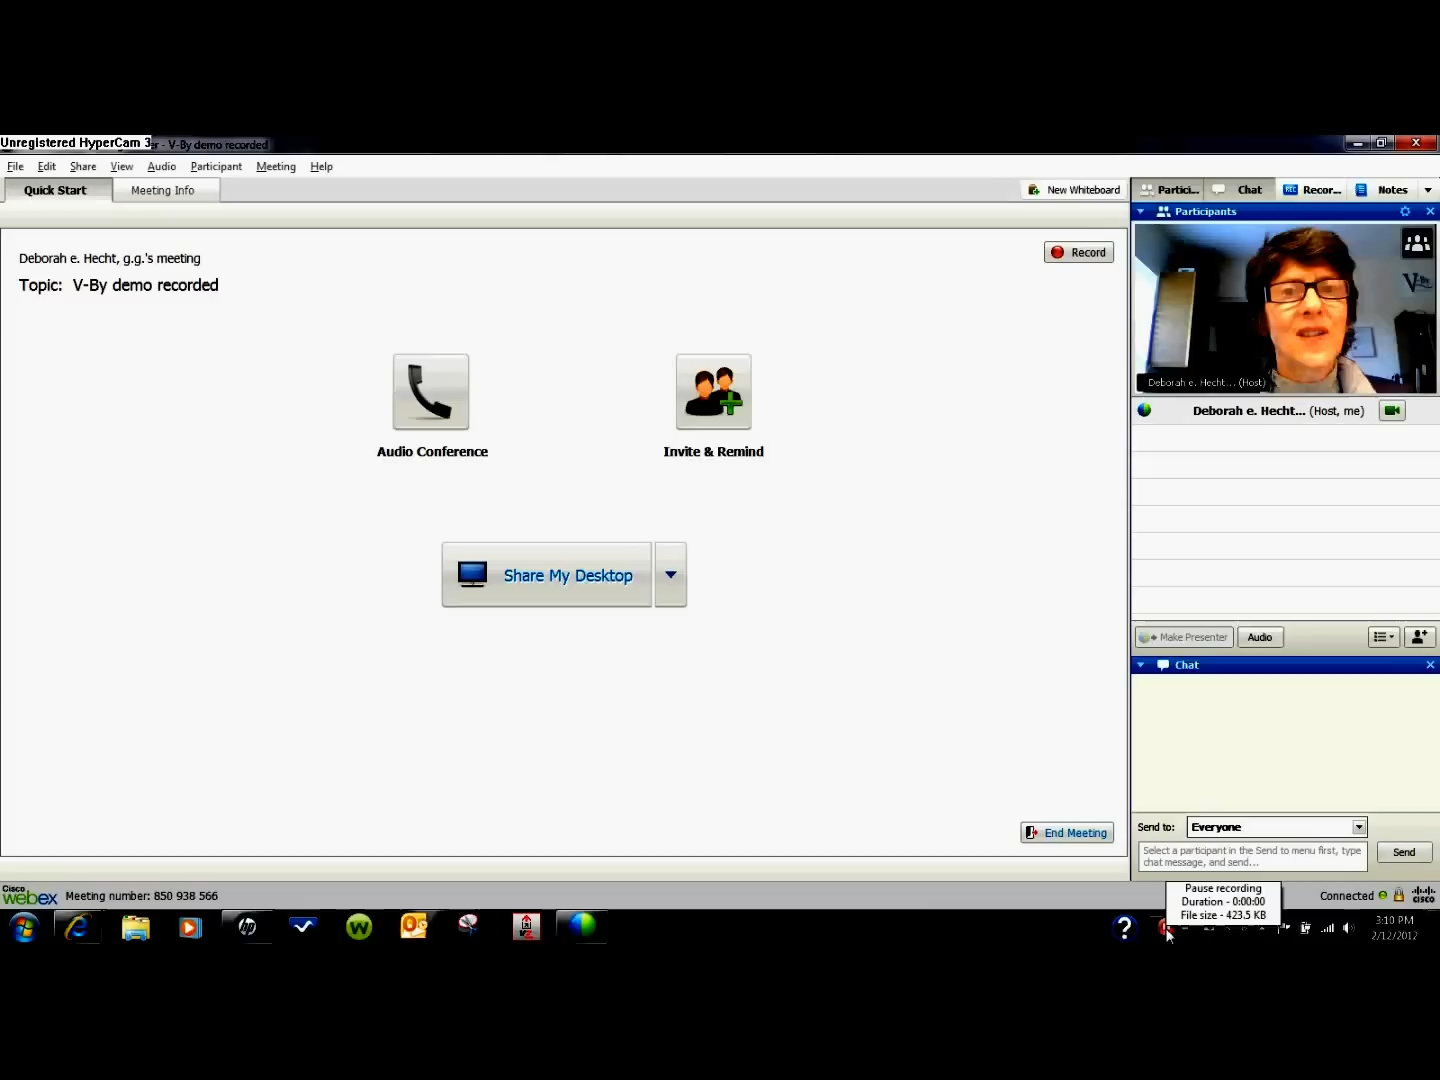 Unregistered HyperCam 3
er - V-By demo recorded
File Edit Share View Audio Participant Meeting Help
Quick Start Meeting Info
New Whiteboard
Partici... Chat Recor... Notes
Participants
Deborah e. Hecht, g.g.'s meeting
Record
Topic: V-By demo recorded
Deborah e. Hecht... (Host)
Deborah e. Hecht... (Host, me)
Audio Conference
Invite & Remind
Share My Desktop
Make Presenter Audio
Chat
End Meeting
Send to: Everyone
Select a participant in the Send to menu first, type
chat message, and send...
Send
Cisco
webex
Meeting number: 850 938 566
Pause recording
Duration - 0:00:00
File size - 423.5 KB
Connected
CISCO
3:10 PM
2/12/2012